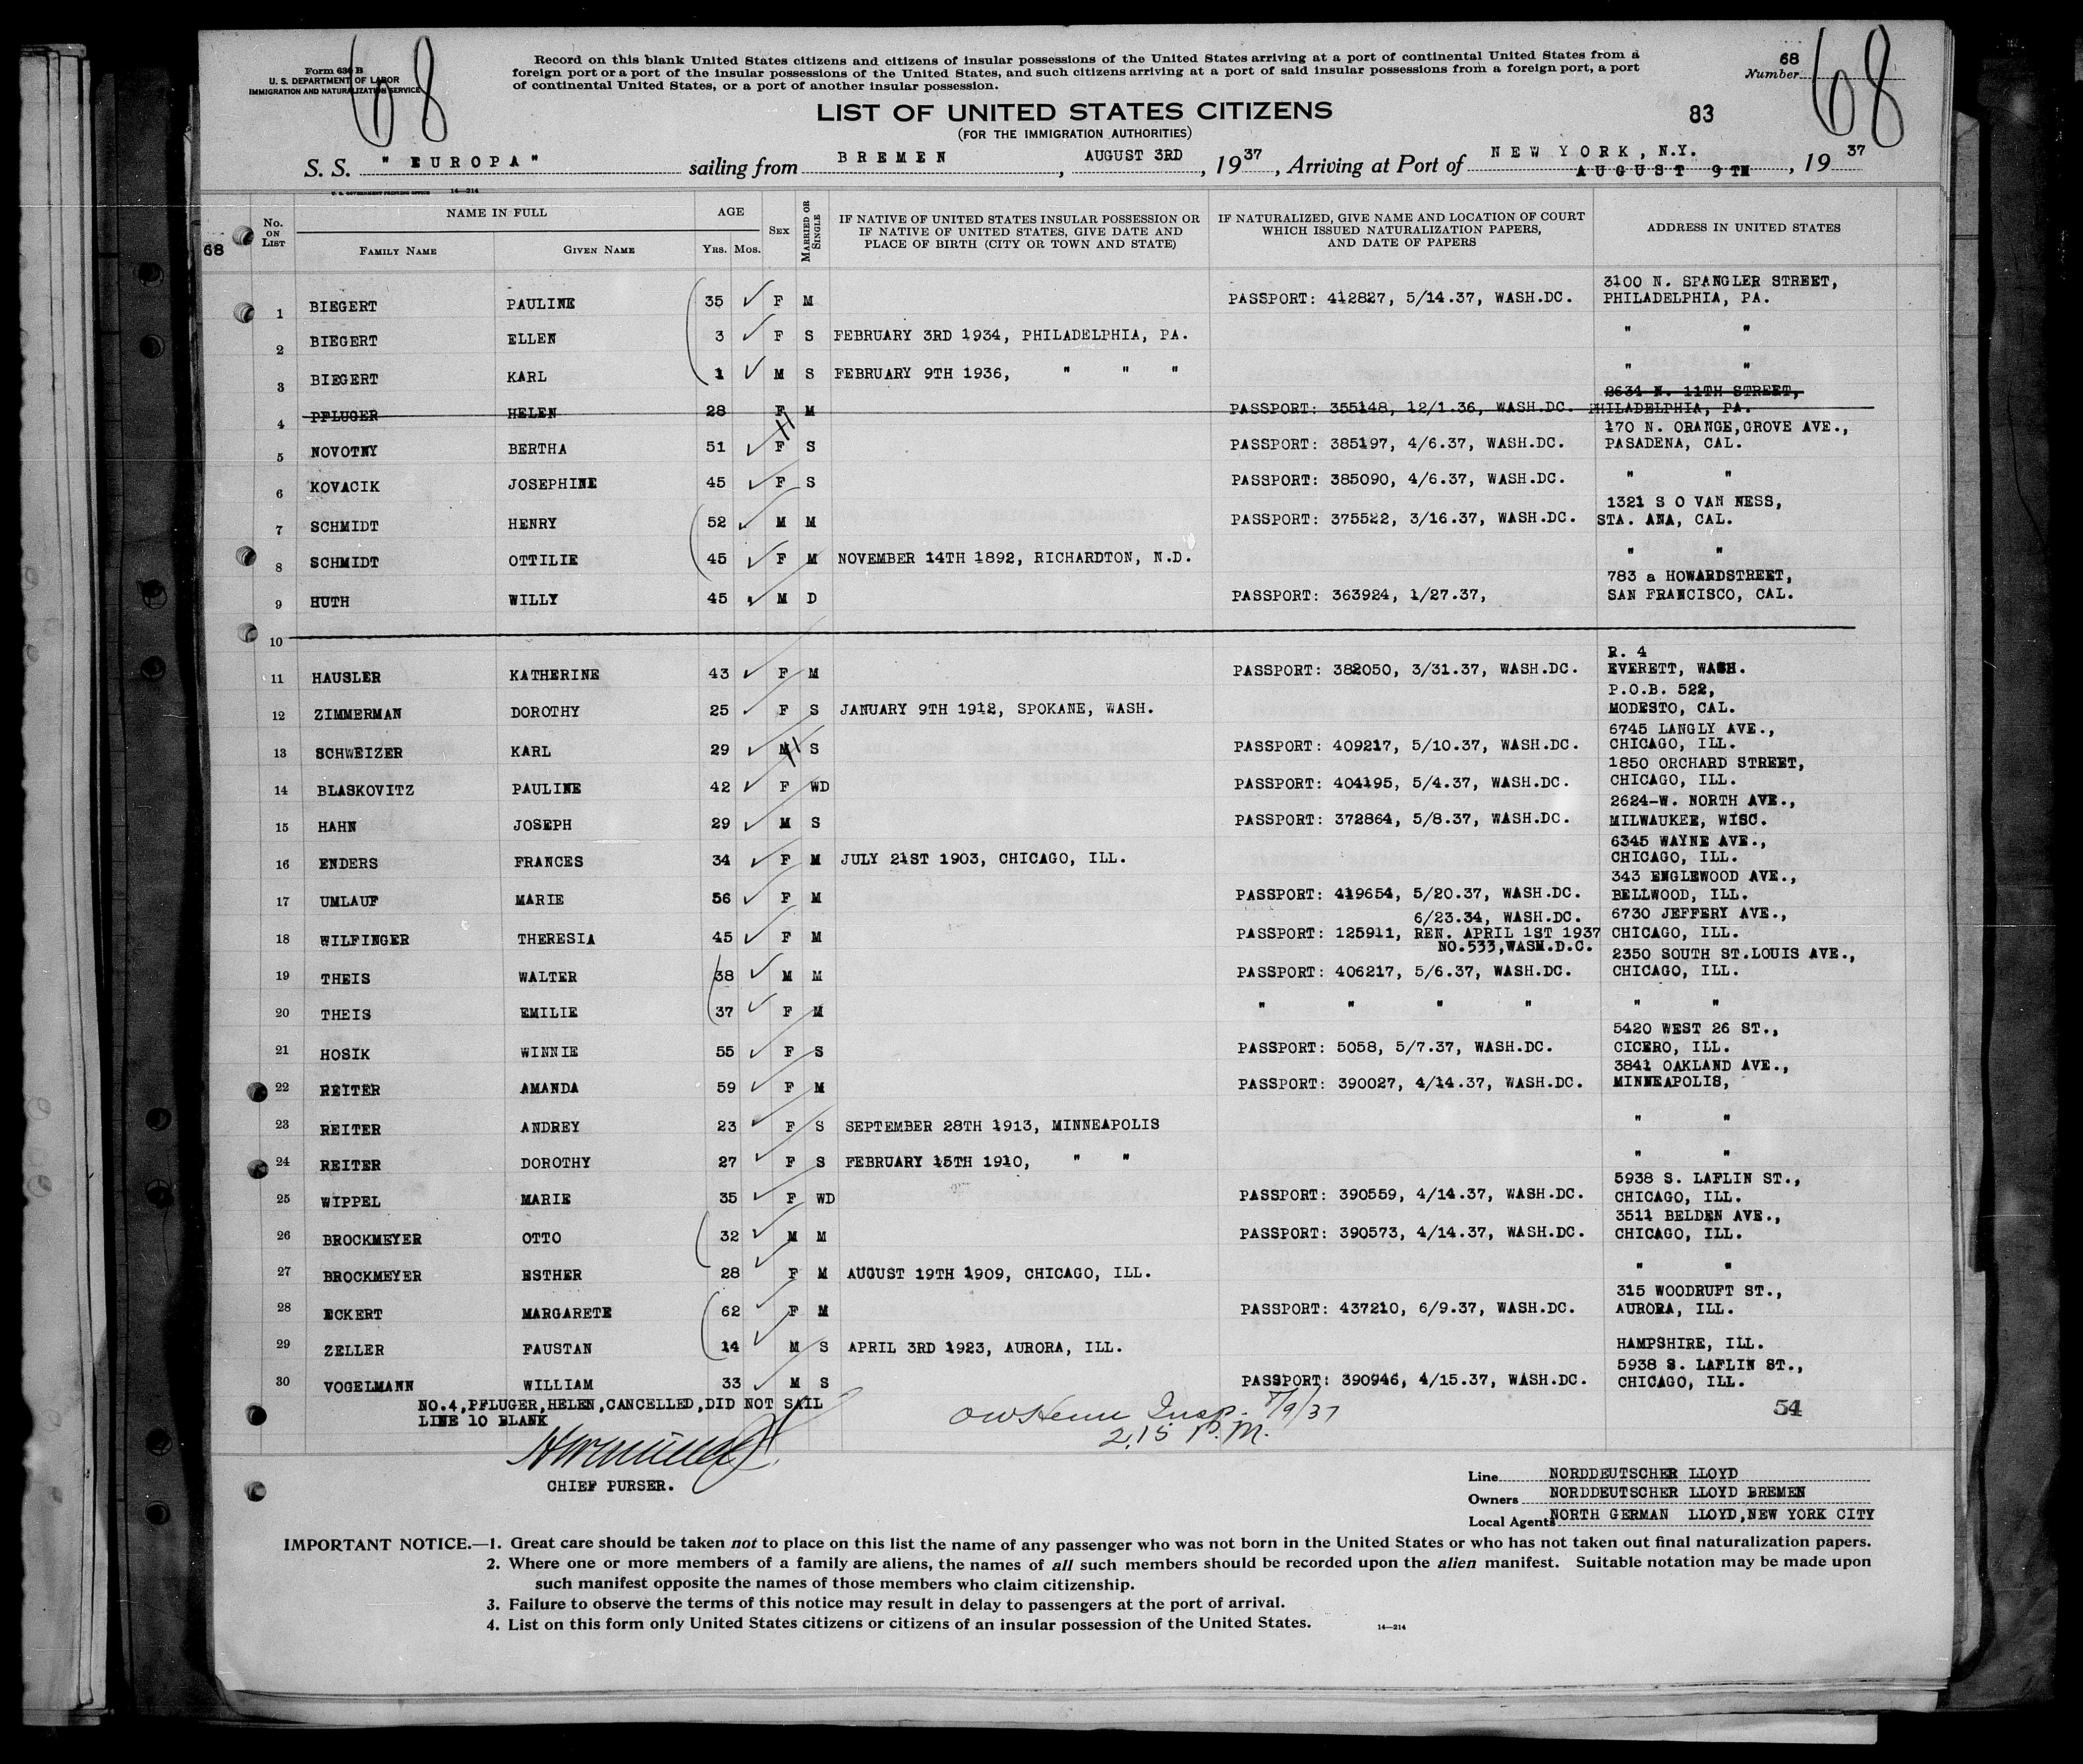 68
Form 630 B
U. S. DEPARTMENT OF LABOR
IMMIGRATION AND NATURALIZATION SERVICE
Record on this blank United States citizens and citizens of insular possessions of the United States arriving at a port of continental United States from a
foreign port or a port of the insular possessions of the United States, and such citizens arriving at a port of said insular possessions from a foreign port, a port
of continental United States, or a port of another insular possession.
68
Number
68
LIST OF UNITED STATES CITIZENS
83
(FOR THE IMMIGRATION AUTHORITIES)
S. S. " EUROPA " sailing from BREMEN, AUGUST 3RD, 1937, Arriving at Port of NEW YORK, N.Y. AUGUST 9TH, 1937
U. S. GOVERNMENT PRINTING OFFICE 14—214
68
No. ON LIST
NAME IN FULL
FAMILY NAME GIVEN NAME
AGE
YRS. MOS.
SEX
MARRIED OR SINGLE
IF NATIVE OF UNITED STATES INSULAR POSSESSION OR
IF NATIVE OF UNITED STATES, GIVE DATE AND
PLACE OF BIRTH (CITY OR TOWN AND STATE)
IF NATURALIZED, GIVE NAME AND LOCATION OF COURT
WHICH ISSUED NATURALIZATION PAPERS,
AND DATE OF PAPERS
ADDRESS IN UNITED STATES
3100 N. SPANGLER STREET,
1 BIEGERT PAULINE 35 F M PASSPORT: 412827, 5/14.37, WASH.DC. PHILADELPHIA, PA.
2 BIEGERT ELLEN 3 F S FEBRUARY 3RD 1934, PHILADELPHIA, PA. " "
3 BIEGERT KARL 1 M S FEBRUARY 9TH 1936, " " " " "
2634 N. 11TH STREET,
4 PFLUGER HELEN 28 F M PASSPORT: 355148, 12/1.36, WASH.DC. PHILADELPHIA, PA.
170 N. ORANGE,GROVE AVE.,
5 NOVOTNY BERTHA 51 F S PASSPORT: 385197, 4/6.37, WASH.DC. PASADENA, CAL.
6 KOVACIK JOSEPHINE 45 F S PASSPORT: 385090, 4/6.37, WASH.DC. " "
1321 S O VAN NESS,
7 SCHMIDT HENRY 52 M M PASSPORT: 375522, 3/16.37, WASH.DC. STA. ANA, CAL.
8 SCHMIDT OTTILIE 45 F M NOVEMBER 14TH 1892, RICHARDTON, N.D. " "
783 a HOWARDSTREET,
9 HUTH WILLY 45 M D PASSPORT: 363924, 1/27.37, SAN FRANCISCO, CAL.
10
R. 4
11 HAUSLER KATHERINE 43 F M PASSPORT: 382050, 3/31.37, WASH.DC. EVERETT, WASH.
P.O.B. 522,
12 ZIMMERMAN DOROTHY 25 F S JANUARY 9TH 1912, SPOKANE, WASH. MODESTO, CAL.
6745 LANGLY AVE.,
13 SCHWEIZER KARL 29 M S PASSPORT: 409217, 5/10.37, WASH.DC. CHICAGO, ILL.
1850 ORCHARD STREET,
14 BLASKOVITZ PAULINE 42 F WD PASSPORT: 404195, 5/4.37, WASH.DC. CHICAGO, ILL.
2624-W. NORTH AVE.,
15 HAHN JOSEPH 29 M S PASSPORT: 372864, 5/8.37, WASH.DC. MILWAUKEE, WISC.
6345 WAYNE AVE.,
16 ENDERS FRANCES 34 F M JULY 21ST 1903, CHICAGO, ILL. CHICAGO, ILL.
343 ENGLEWOOD AVE.,
17 UMLAUF MARIE 56 F M PASSPORT: 419654, 5/20.37, WASH.DC. BELLWOOD, ILL.
6/23.34, WASH.DC. 6730 JEFFERY AVE.,
18 WILFINGER THERESIA 45 F M PASSPORT: 125911, REN. APRIL 1ST 1937 CHICAGO, ILL.
NO.533,WASH.D.C. 2350 SOUTH ST.LOUIS AVE.,
19 THEIS WALTER 38 M M PASSPORT: 406217, 5/6.37, WASH.DC. CHICAGO, ILL.
20 THEIS EMILIE 37 F M " " " " " "
5420 WEST 26 ST.,
21 HOSIK WINNIE 55 F S PASSPORT: 5058, 5/7.37, WASH.DC. CICERO, ILL.
3841 OAKLAND AVE.,
22 REITER AMANDA 59 F M PASSPORT: 390027, 4/14.37, WASH.DC. MINNEAPOLIS,
23 REITER ANDREY 23 F S SEPTEMBER 28TH 1913, MINNEAPOLIS " "
24 REITER DOROTHY 27 F S FEBRUARY 15TH 1910, " " " "
5938 S. LAFLIN ST.,
25 WIPPEL MARIE 35 F WD PASSPORT: 390559, 4/14.37, WASH.DC. CHICAGO, ILL.
3511 BELDEN AVE.,
26 BROCKMEYER OTTO 32 M M PASSPORT: 390573, 4/14.37, WASH.DC. CHICAGO, ILL.
27 BROCKMEYER ESTHER 28 F M AUGUST 19TH 1909, CHICAGO, ILL. " "
315 WOODRUFT ST.,
28 ECKERT MARGARETE 62 F M PASSPORT: 437210, 6/9.37, WASH.DC. AURORA, ILL.
29 ZELLER FAUSTAN 14 M S APRIL 3RD 1923, AURORA, ILL. HAMPSHIRE, ILL.
5938 S. LAFLIN ST.,
30 VOGELMANN WILLIAM 33 M S PASSPORT: 390946, 4/15.37, WASH.DC. CHICAGO, ILL.
NO.4,PFLUGER,HELEN,CANCELLED,DID NOT SAIL
LINE 10 BLANK
Insp. 8/9/37
2.15 P.M.
54
CHIEF PURSER.
Line NORDDEUTSCHER LLOYD
Owners NORDDEUTSCHER LLOYD BREMEN
Local Agents NORTH GERMAN LLOYD,NEW YORK CITY
IMPORTANT NOTICE.—1. Great care should be taken not to place on this list the name of any passenger who was not born in the United States or who has not taken out final naturalization papers.
2. Where one or more members of a family are aliens, the names of all such members should be recorded upon the alien manifest. Suitable notation may be made upon
such manifest opposite the names of those members who claim citizenship.
3. Failure to observe the terms of this notice may result in delay to passengers at the port of arrival.
4. List on this form only United States citizens or citizens of an insular possession of the United States.
14—214